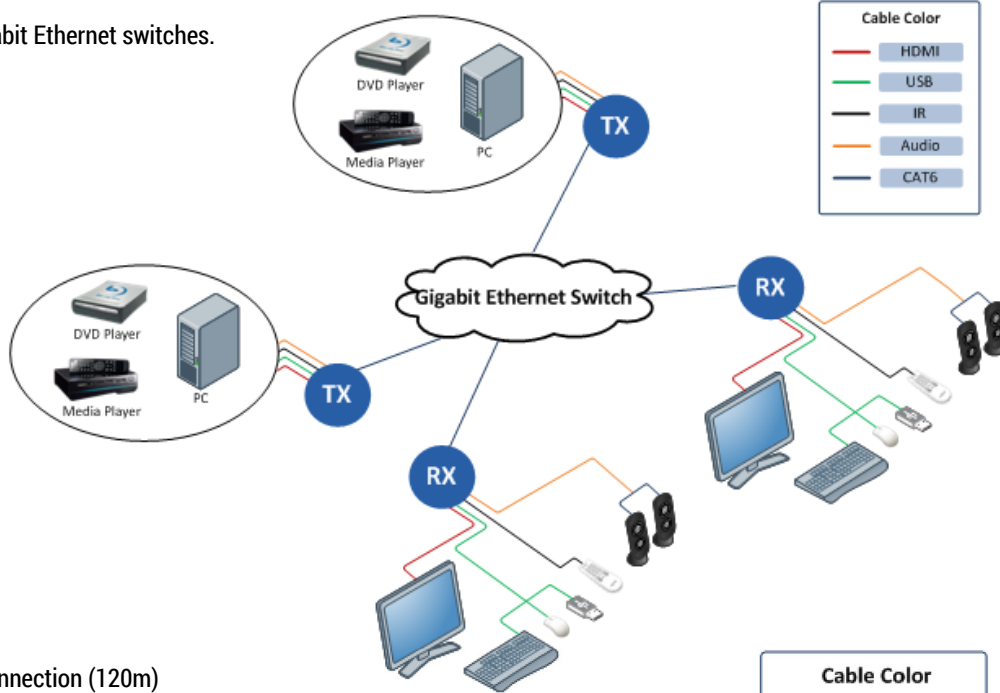 abit Ethernet switches.
Cable Color
HDMI
USB
IR
Audio
CAT6
DVD Player
Media Player
PC
TX
Gigabit Ethernet Switch
RX
DVD Player
Media Player
PC
TX
RX
nnection (120m)
Cable Color